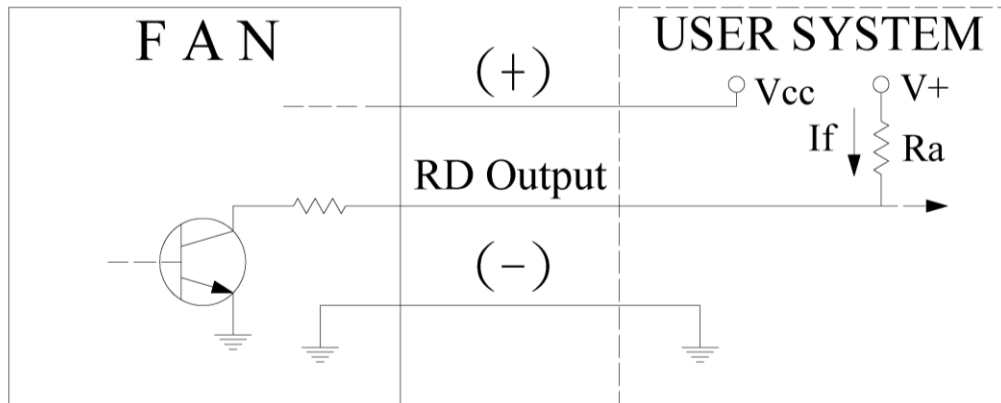 F A N
USER SYSTEM
(+)
Vcc
V+
If
Ra
RD Output
(-)